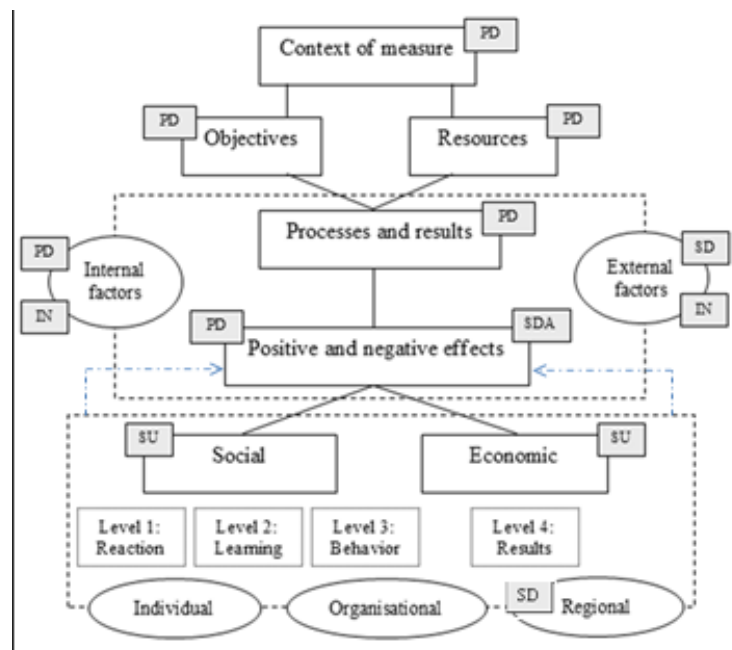 PD
Context of measure
PD
Objectives
PD
Resources
PD
Processes and results
PD
Internal
factors
IN
SD
External
factors
IN
PD
SDA
Positive and negative effects
SU
Social
SU
Economic
Level 1:
Reaction
Level 2:
Learning
Level 3:
Behavior
Level 4:
Results
Individual
Organisational
SD
Regional